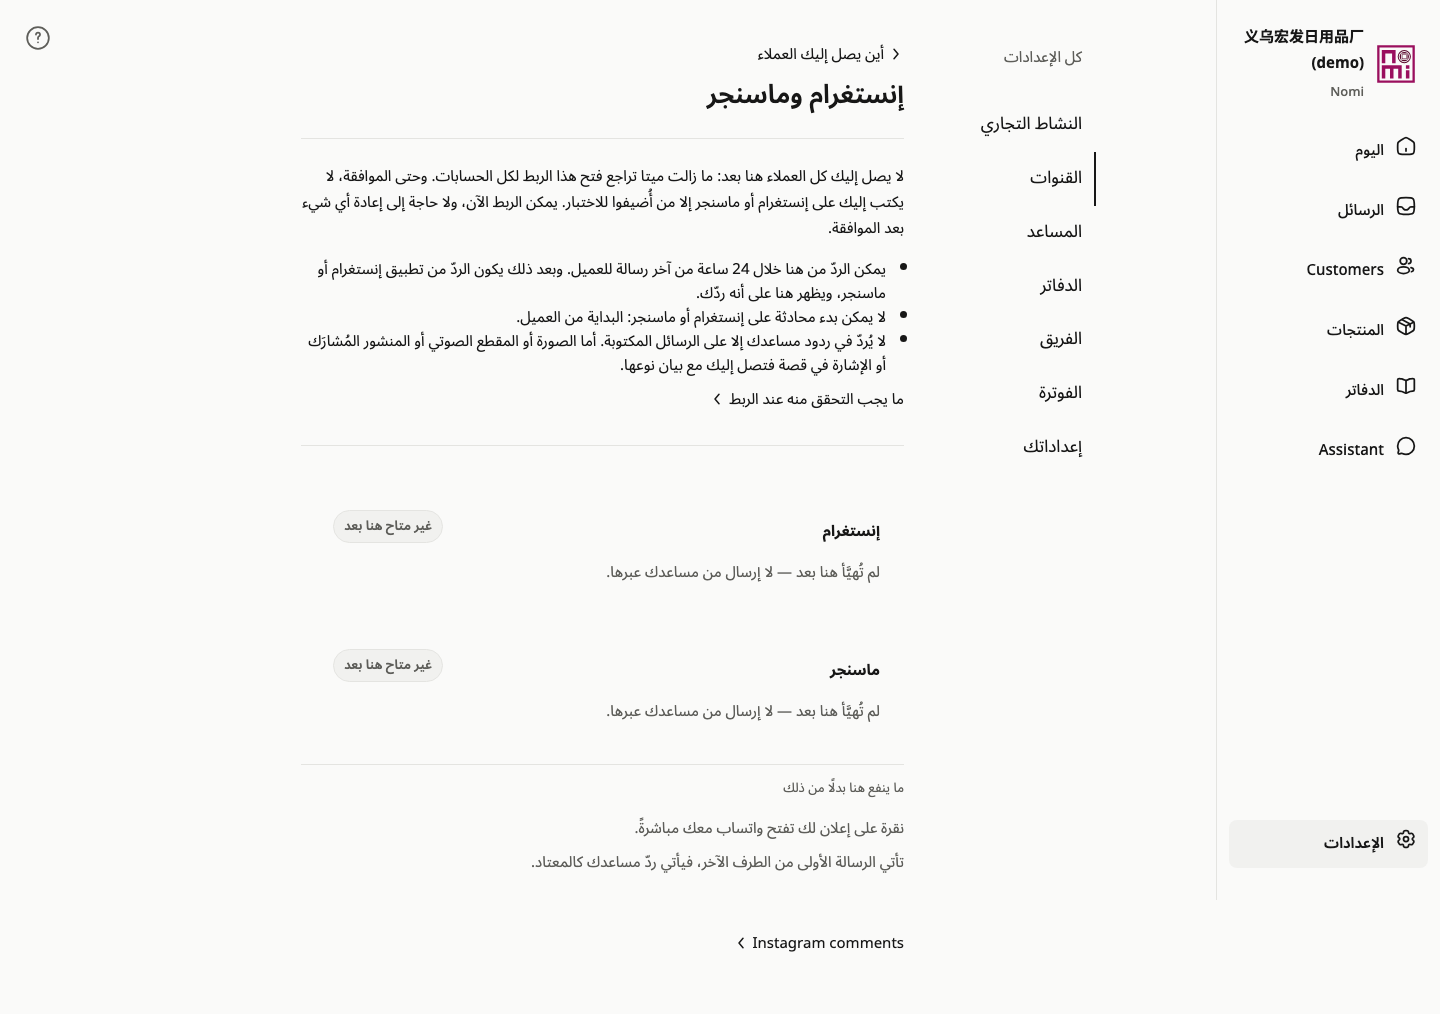 义乌宏发日用品厂
(demo)
Nomi
اليوم
الرسائل
Customers
المنتجات
الدفاتر
Assistant
الإعدادات
كل الإعدادات
النشاط التجاري
القنوات
المساعد
الدفاتر
الفريق
الفوترة
إعداداتك
أين يصل إليك العملاء
إنستغرام وماسنجر
لا يصل إليك كل العملاء هنا بعد: ما زالت ميتا تراجع فتح هذا الربط لكل الحسابات. وحتى الموافقة، لا
يكتب إليك على إنستغرام أو ماسنجر إلا من أُضيفوا للاختبار. يمكن الربط الآن، ولا حاجة إلى إعادة أي شيء
بعد الموافقة.
يمكن الردّ من هنا خلال 24 ساعة من آخر رسالة للعميل. وبعد ذلك يكون الردّ من تطبيق إنستغرام أو
ماسنجر، ويظهر هنا على أنه ردّك.
لا يمكن بدء محادثة على إنستغرام أو ماسنجر: البداية من العميل.
لا يُردّ في ردود مساعدك إلا على الرسائل المكتوبة. أما الصورة أو المقطع الصوتي أو المنشور المُشارَك
أو الإشارة في قصة فتصل إليك مع بيان نوعها.
ما يجب التحقق منه عند الربط
إنستغرام
غير متاح هنا بعد
لم تُهيَّأ هنا بعد — لا إرسال من مساعدك عبرها.
ماسنجر
غير متاح هنا بعد
لم تُهيَّأ هنا بعد — لا إرسال من مساعدك عبرها.
ما ينفع هنا بدلًا من ذلك
نقرة على إعلان لك تفتح واتساب معك مباشرةً.
تأتي الرسالة الأولى من الطرف الآخر، فيأتي ردّ مساعدك كالمعتاد.
Instagram comments